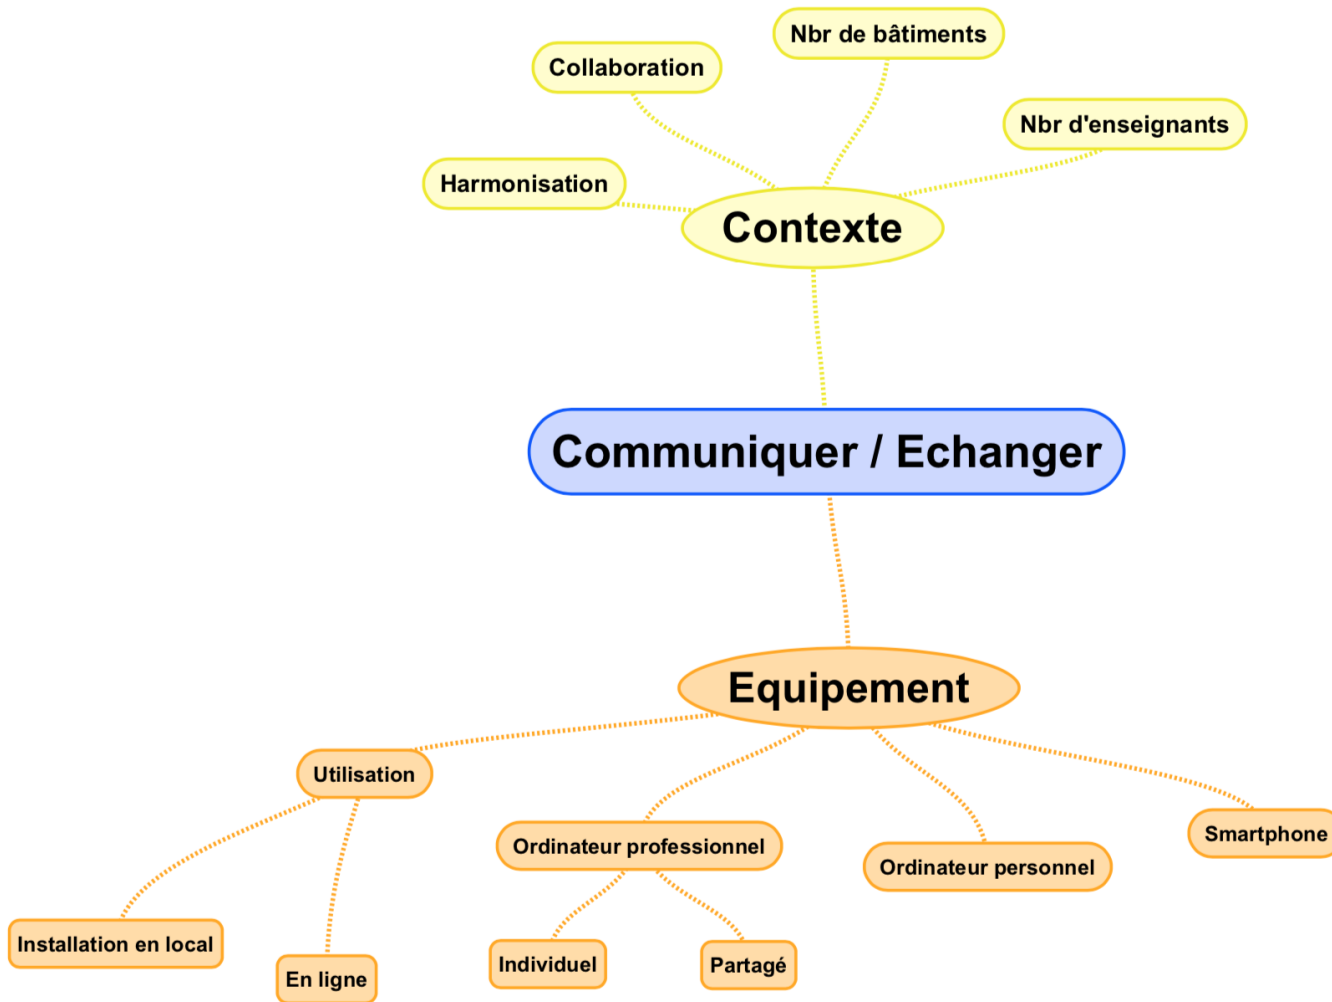 Nbr de bâtiments
Collaboration
Nbr d'enseignants
Harmonisation
Contexte
Communiquer / Echanger
Equipement
Utilisation
Ordinateur professionnel
Ordinateur personnel
Smartphone
Installation en local
En ligne
Individuel
Partagé